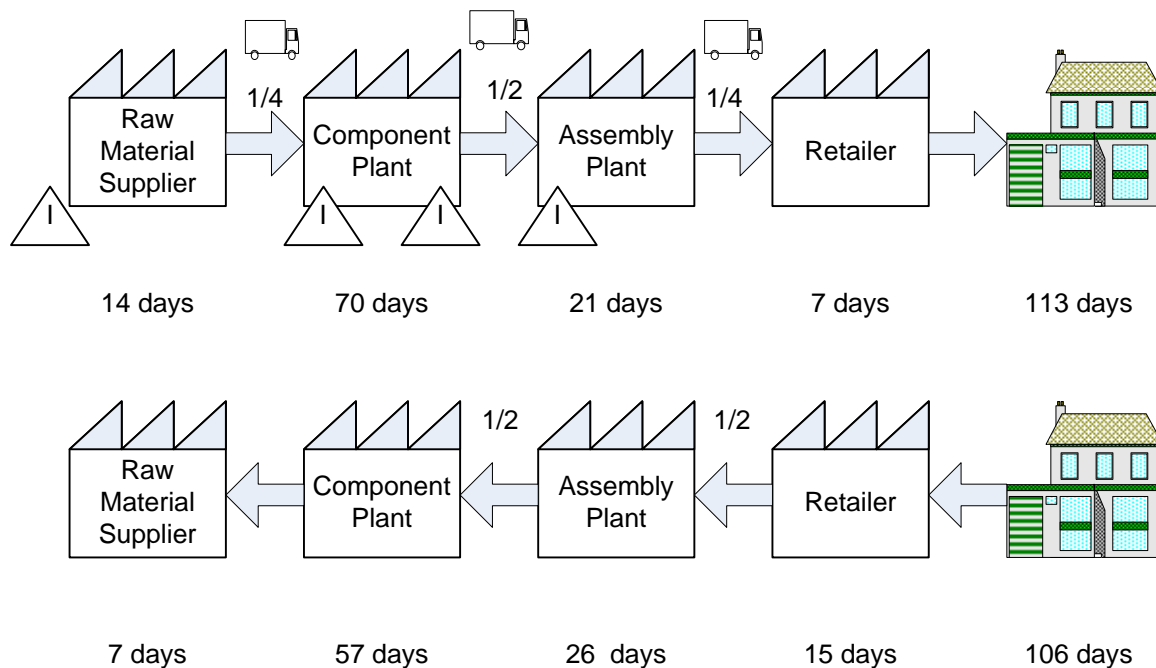 1/4
1/2
1/4
Raw
Material
Supplier
Component
Plant
Assembly
Plant
Retailer
I
I
I
I
14 days
70 days
21 days
7 days
113 days
1/2
1/2
Raw
Material
Supplier
Component
Plant
Assembly
Plant
Retailer
7 days
57 days
26 days
15 days
106 days